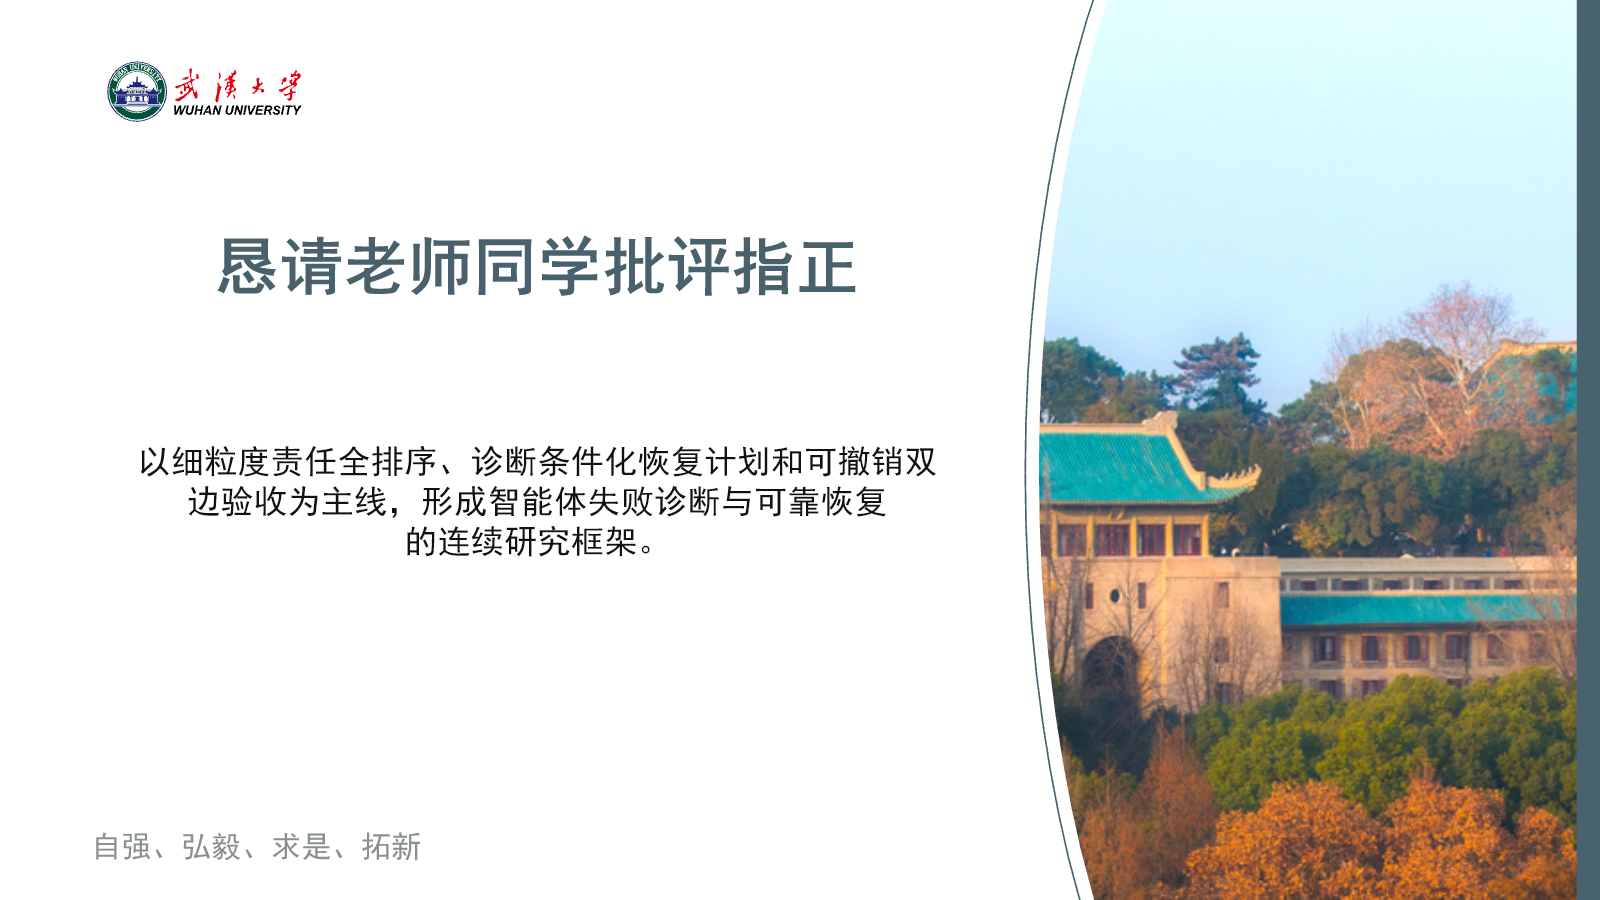 武漢大学
WUHAN UNIVERSITY
恳请老师同学批评指正
以细粒度责任全排序、诊断条件化恢复计划和可撤销双
边验收为主线，形成智能体失败诊断与可靠恢复
的连续研究框架。
自强、弘毅、求是、拓新